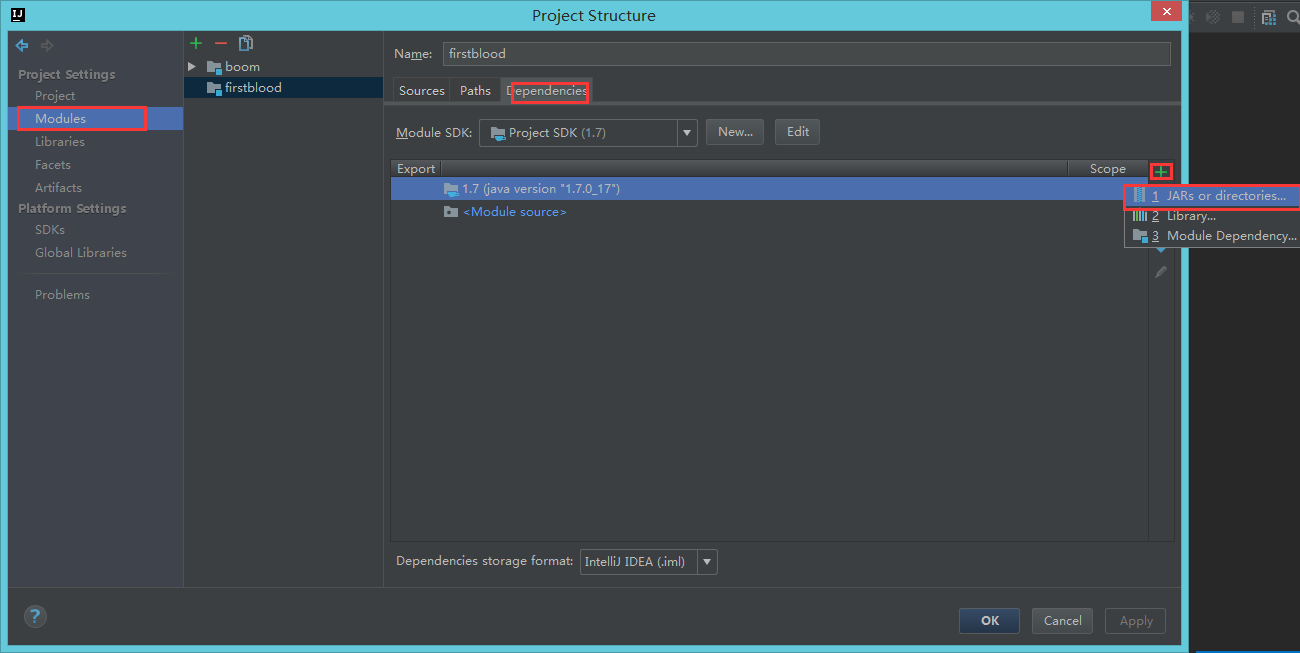 IJ
Project Structure
Project Settings
Project
Modules
Libraries
Facets
Artifacts
Platform Settings
SDKs
Global Libraries
Problems
boom
firstblood
Name: firstblood
Sources Paths Dependencies
Module SDK: Project SDK (1.7) New... Edit
Export Scope
1.7 (java version "1.7.0_17")
<Module source>
1 JARs or directories...
2 Library...
3 Module Dependency...
Dependencies storage format: IntelliJ IDEA (.iml)
? OK Cancel Apply